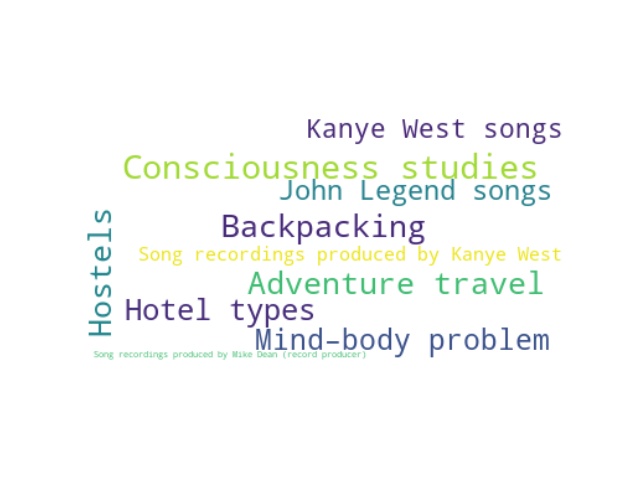 Kanye West songs
Consciousness studies
John Legend songs
Hostels
Backpacking
Song recordings produced by Kanye West
Adventure travel
Hotel types
Mind-body problem
Song recordings produced by Mike Dean (record producer)